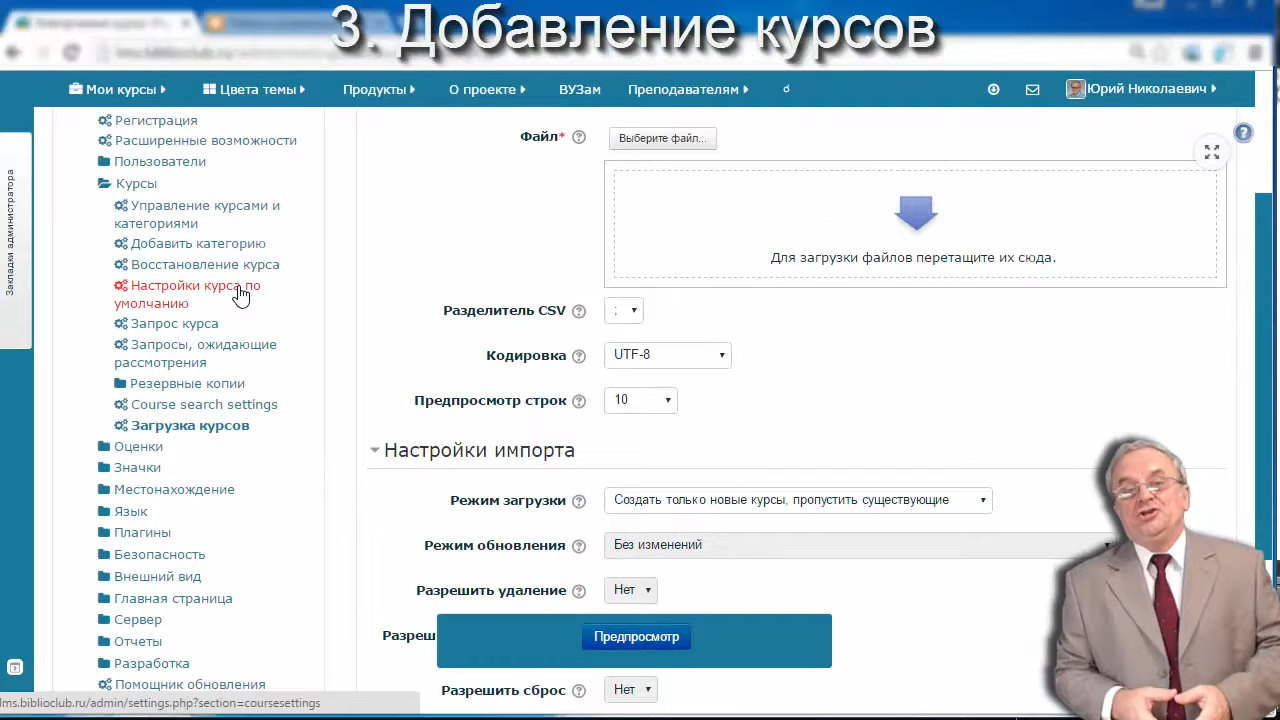 3. Добавление курсов
Мои курсы
Цвета темы
Продукты
О проекте
ВУЗам
Преподавателям
Юрий Николаевич
Закладки администратора
Регистрация
Расширенные возможности
Пользователи
Курсы
Управление курсами и
категориями
Добавить категорию
Восстановление курса
Настройки курса по
умолчанию
Запрос курса
Запросы, ожидающие
рассмотрения
Резервные копии
Course search settings
Загрузка курсов
Оценки
Значки
Местонахождение
Язык
Плагины
Безопасность
Внешний вид
Главная страница
Сервер
Отчеты
Разработка
Помощник обновления
lms.biblioclub.ru/admin/settings.php?section=coursesettings
Файл*
Выберите файл...
Для загрузки файлов перетащите их сюда.
Разделитель CSV ;
Кодировка UTF-8
Предпросмотр строк 10
Настройки импорта
Режим загрузки Создать только новые курсы, пропустить существующие
Режим обновления Без изменений
Разрешить удаление Нет
Разреш
Предпросмотр
Разрешить сброс Нет